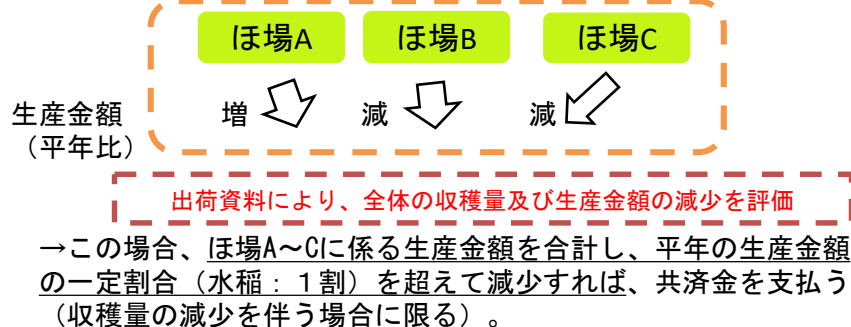 ほ場A ほ場B ほ場C
生産金額 増 減 減
（平年比）
出荷資料により、全体の収穫量及び生産金額の減少を評価
→この場合、ほ場A～Cに係る生産金額を合計し、平年の生産金額
の一定割合（水稲：１割）を超えて減少すれば、共済金を支払う
（収穫量の減少を伴う場合に限る）。